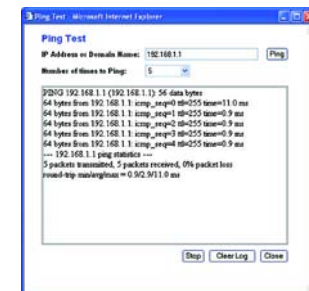 Ping Test - Microsoft Internet Explorer
Ping Test
IP Address or Domain Name: 192.168.1.1 Ping
Number of times to Ping: 5
PING 192.168.1.1 (192.168.1.1): 56 data bytes
64 bytes from 192.168.1.1: icmp_seq=0 ttl=255 time=11.0 ms
64 bytes from 192.168.1.1: icmp_seq=1 ttl=255 time=0.9 ms
64 bytes from 192.168.1.1: icmp_seq=2 ttl=255 time=0.9 ms
64 bytes from 192.168.1.1: icmp_seq=3 ttl=255 time=0.9 ms
64 bytes from 192.168.1.1: icmp_seq=4 ttl=255 time=0.9 ms
--- 192.168.1.1 ping statistics ---
5 packets transmitted, 5 packets received, 0% packet loss
round-trip min/avg/max = 0.9/2.9/11.0 ms
Stop Clear Log Close